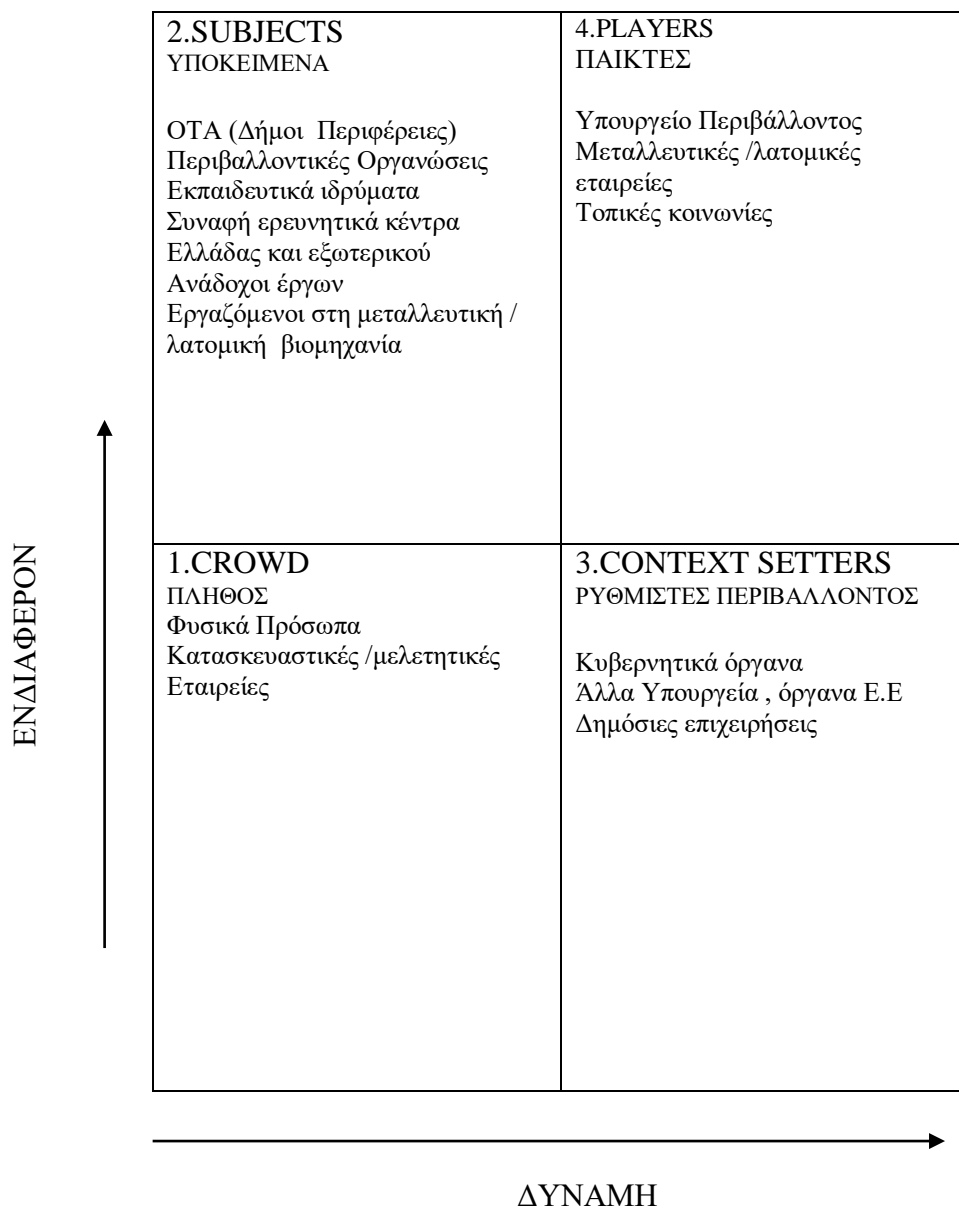 2.SUBJECTS
ΥΠΟΚΕΙΜΕΝΑ
ΟΤΑ (Δήμοι Περιφέρειες)
Περιβαλλοντικές Οργανώσεις
Εκπαιδευτικά ιδρύματα
Συναφή ερευνητικά κέντρα
Ελλάδας και εξωτερικού
Ανάδοχοι έργων
Εργαζόμενοι στη μεταλλευτική /
λατομική βιομηχανία
4.PLAYERS
ΠΑΙΚΤΕΣ
Υπουργείο Περιβάλλοντος
Μεταλλευτικές /λατομικές
εταιρείες
Τοπικές κοινωνίες
ΕΝΔΙΑΦΕΡΟΝ
1.CROWD
ΠΛΗΘΟΣ
Φυσικά Πρόσωπα
Κατασκευαστικές /μελετητικές
Εταιρείες
3.CONTEXT SETTERS
ΡΥΘΜΙΣΤΕΣ ΠΕΡΙΒΑΛΛΟΝΤΟΣ
Κυβερνητικά όργανα
Άλλα Υπουργεία , όργανα Ε.Ε
Δημόσιες επιχειρήσεις
ΔΥΝΑΜΗ